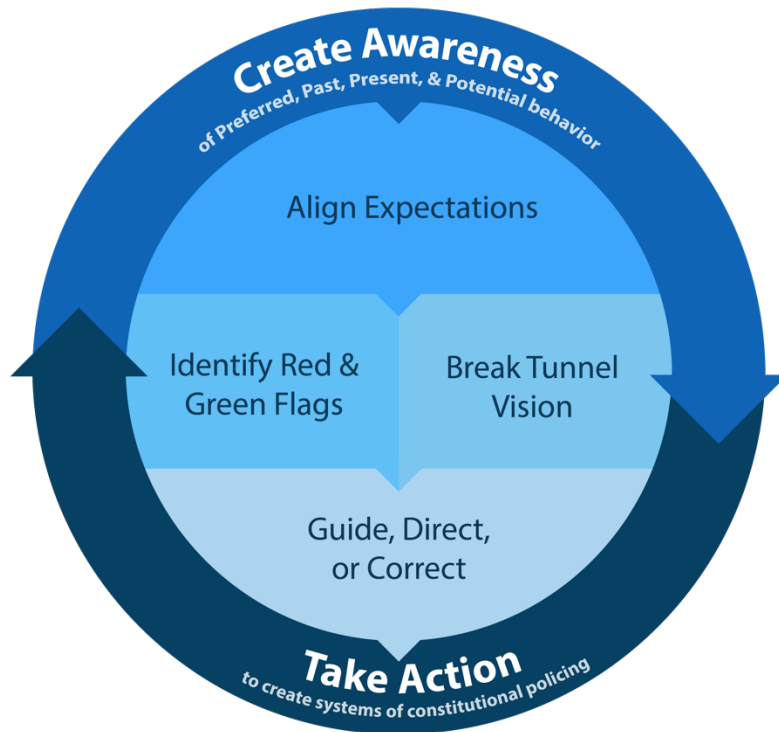 Create Awareness
of Preferred, Past, Present, & Potential behavior
Align Expectations
Identify Red &
Green Flags
Break Tunnel
Vision
Guide, Direct,
or Correct
Take Action
to create systems of constitutional policing